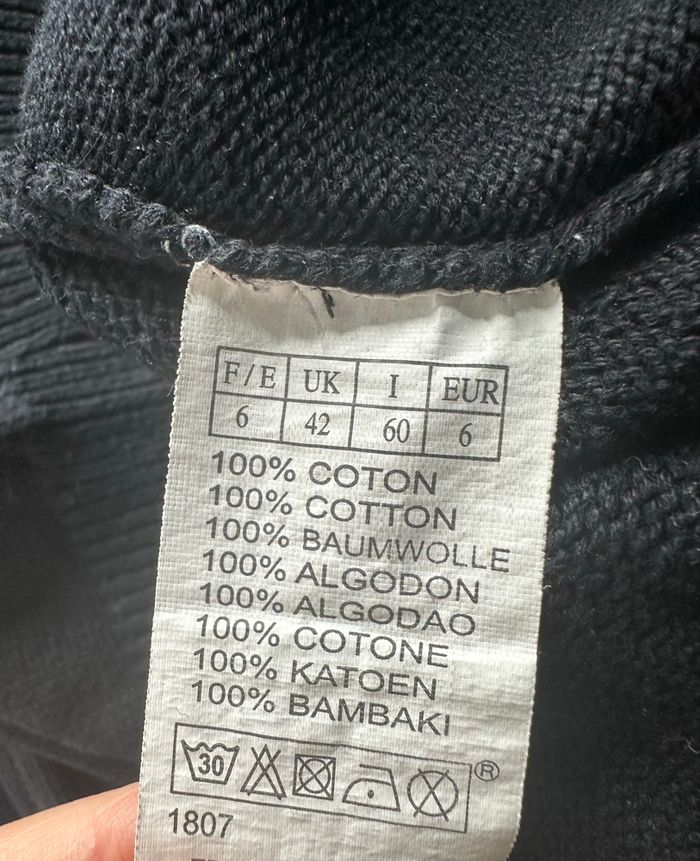 F / E UK I EUR
6 42 60 6
100% COTON
100% COTTON
100% BAUMWOLLE
100% ALGODON
100% ALGODAO
100% COTONE
100% KATOEN
100% BAMBAKI
30 ®
1807